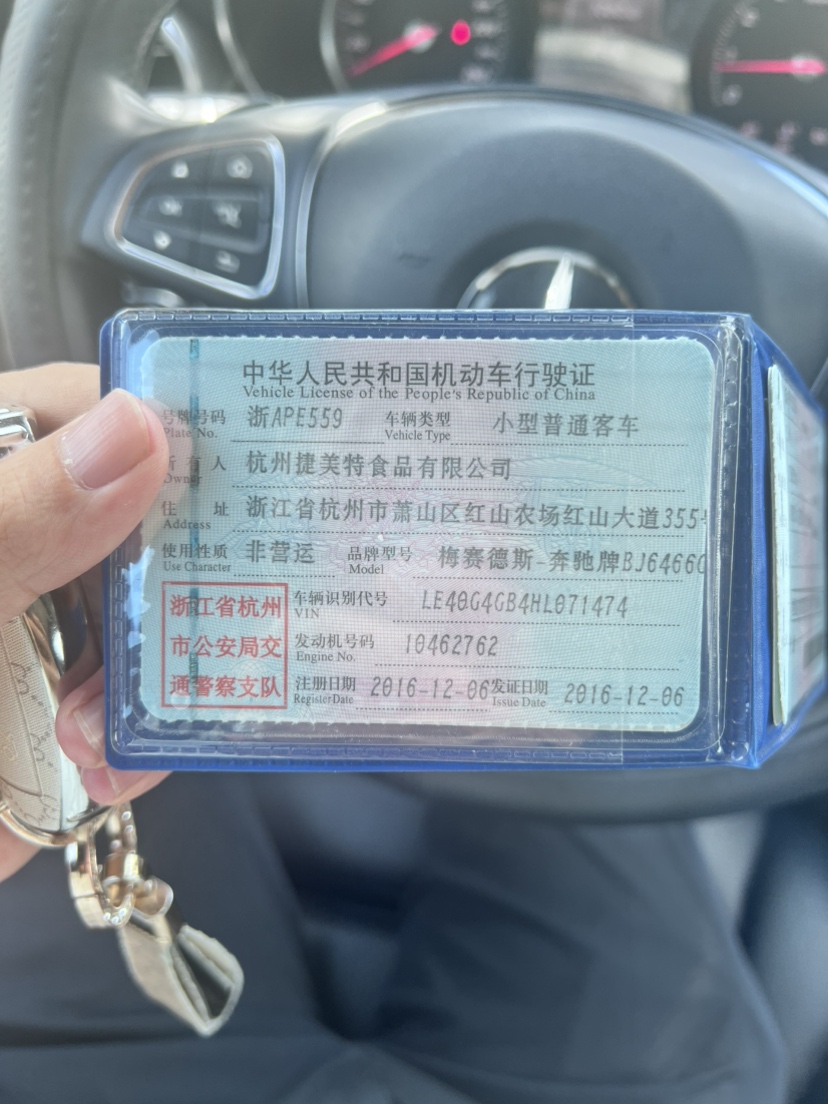 中华人民共和国机动车行驶证
Vehicle License of the People's Republic of China
号牌号码 浙APE559 车辆类型 小型普通客车
Plate No. Vehicle Type
所有人 杭州捷美特食品有限公司
Owner
住址 浙江省杭州市萧山区红山农场红山大道355
Address
使用性质 非营运 品牌型号 梅赛德斯-奔驰牌BJ6466
Use Character Model
浙江省杭州
市公安局交
通警察支队
车辆识别代号 LE40G4GB4HL071474
VIN
发动机号码 10462762
Engine No.
注册日期 2016-12-06 发证日期 2016-12-06
Register Date Issue Date